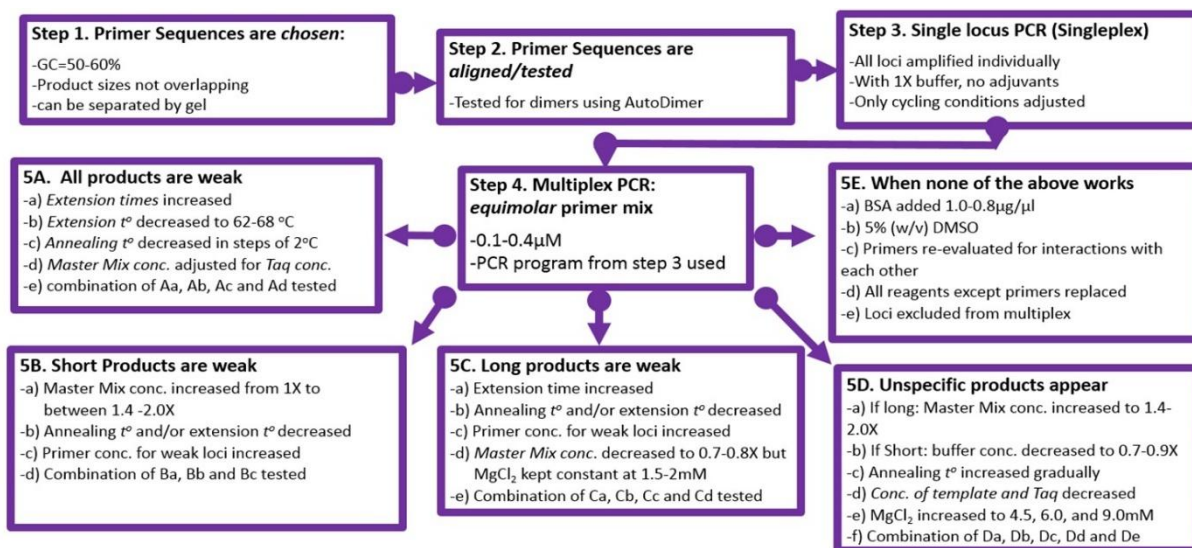 Step 1. Primer Sequences are chosen:
-GC=50-60%
-Product sizes not overlapping
-can be separated by gel
Step 2. Primer Sequences are
aligned/tested
-Tested for dimers using AutoDimer
Step 3. Single locus PCR (Singleplex)
-All loci amplified individually
-With 1X buffer, no adjuvants
-Only cycling conditions adjusted
Step 4. Multiplex PCR:
equimolar primer mix
-0.1-0.4µM
-PCR program from step 3 used
5A. All products are weak
-a) Extension times increased
-b) Extension tº decreased to 62-68 ºC
-c) Annealing tº decreased in steps of 2ºC
-d) Master Mix conc. adjusted for Taq conc.
-e) combination of Aa, Ab, Ac and Ad tested
5B. Short Products are weak
-a) Master Mix conc. increased from 1X to
between 1.4 -2.0X
-b) Annealing tº and/or extension tº decreased
-c) Primer conc. for weak loci increased
-d) Combination of Ba, Bb and Bc tested
5C. Long products are weak
-a) Extension time increased
-b) Annealing tº and/or extension tº decreased
-c) Primer conc. for weak loci increased
-d) Master Mix conc. decreased to 0.7-0.8X but
MgCl₂ kept constant at 1.5-2mM
-e) Combination of Ca, Cb, Cc and Cd tested
5D. Unspecific products appear
-a) If long: Master Mix conc. increased to 1.4-
2.0X
-b) If Short: buffer conc. decreased to 0.7-0.9X
-c) Annealing tº increased gradually
-d) Conc. of template and Taq decreased
-e) MgCl₂ increased to 4.5, 6.0, and 9.0mM
-f) Combination of Da, Db, Dc, Dd and De
5E. When none of the above works
-a) BSA added 1.0-0.8µg/µl
-b) 5% (w/v) DMSO
-c) Primers re-evaluated for interactions with
each other
-d) All reagents except primers replaced
-e) Loci excluded from multiplex